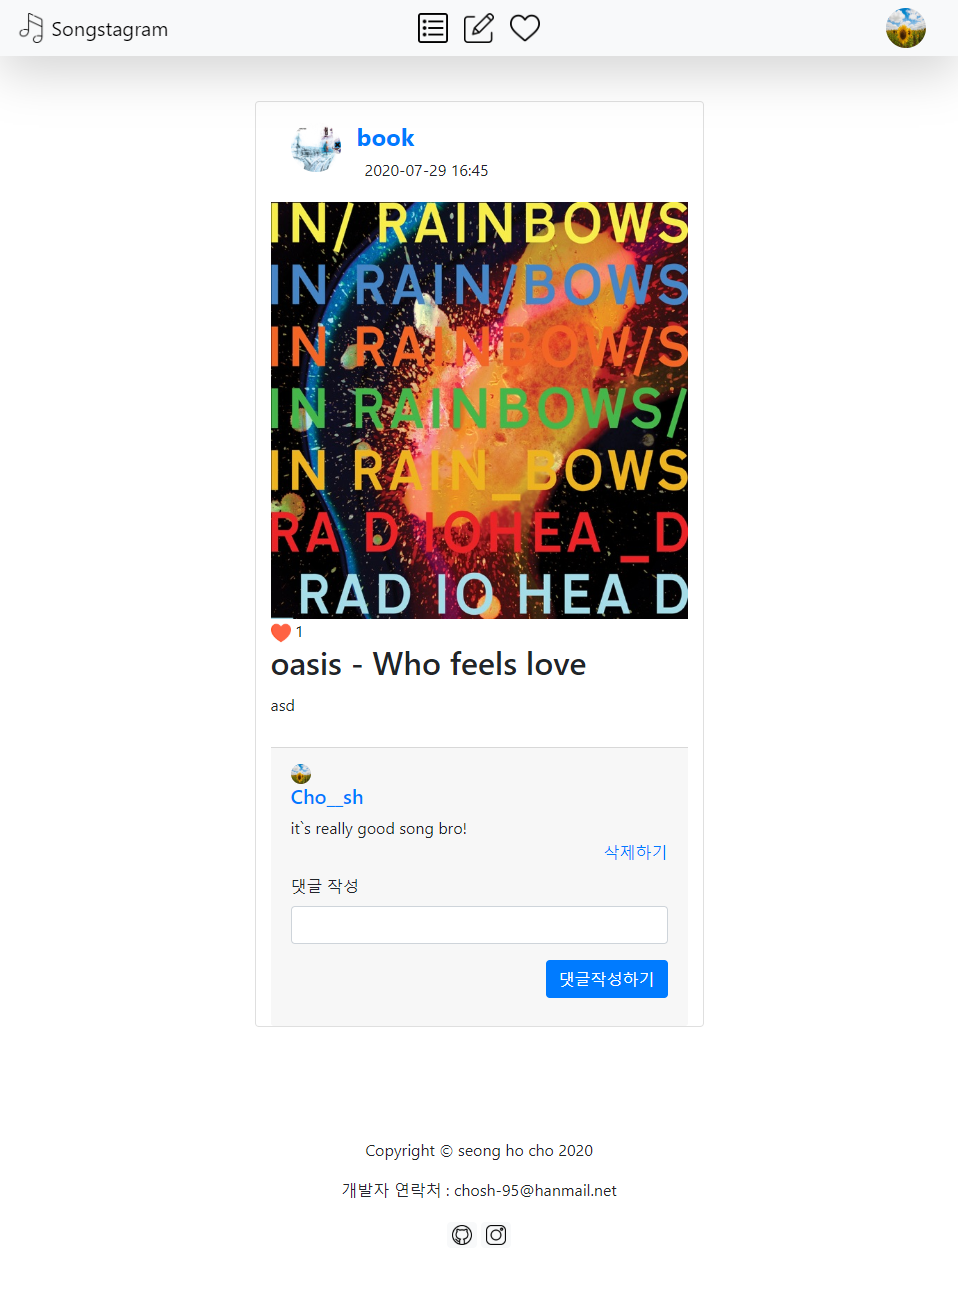 Songstagram
book
2020-07-29 16:45
IN/ RAINBOWS
IN RAIN/BOWS
IN RAINBOW/S
IN RAINBOWS/
IN RAIN_BOWS
RA D IOHEA _D
RAD IO HEA D
1
oasis - Who feels love
asd
Cho__sh
it`s really good song bro!
삭제하기
댓글 작성
댓글작성하기
Copyright © seong ho cho 2020
개발자 연락처 : chosh-95@hanmail.net